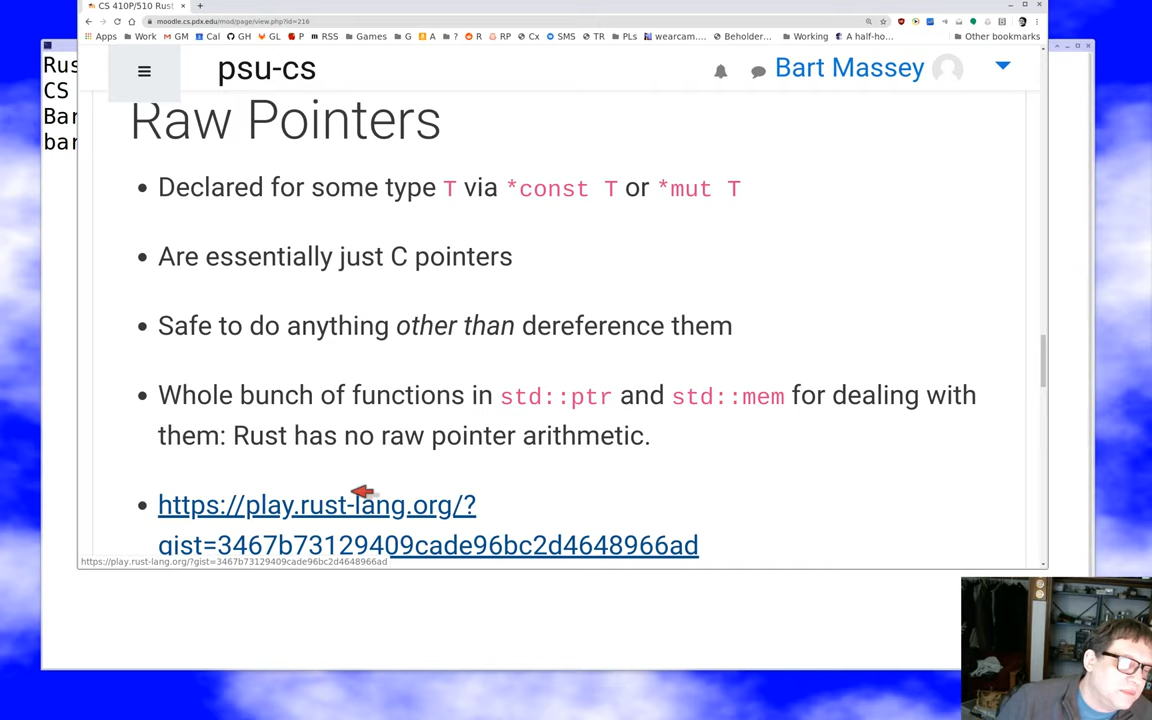 CS 410P/510 Rust
moodle.cs.pdx.edu/mod/page/view.php?id=216
Apps Work GM Cal GH GL P RSS Games G A ? R RP Cx SMS TR PLs wearcam.... Beholder... Working A half-ho... Other bookmarks
psu-cs
Bart Massey
Rus
CS
Bar
bar
Raw Pointers
• Declared for some type T via *const T or *mut T
• Are essentially just C pointers
• Safe to do anything other than dereference them
• Whole bunch of functions in std::ptr and std::mem for dealing with
them: Rust has no raw pointer arithmetic.
• https://play.rust-lang.org/?
gist=3467b73129409cade96bc2d4648966ad
https://play.rust-lang.org/?gist=3467b73129409cade96bc2d4648966ad